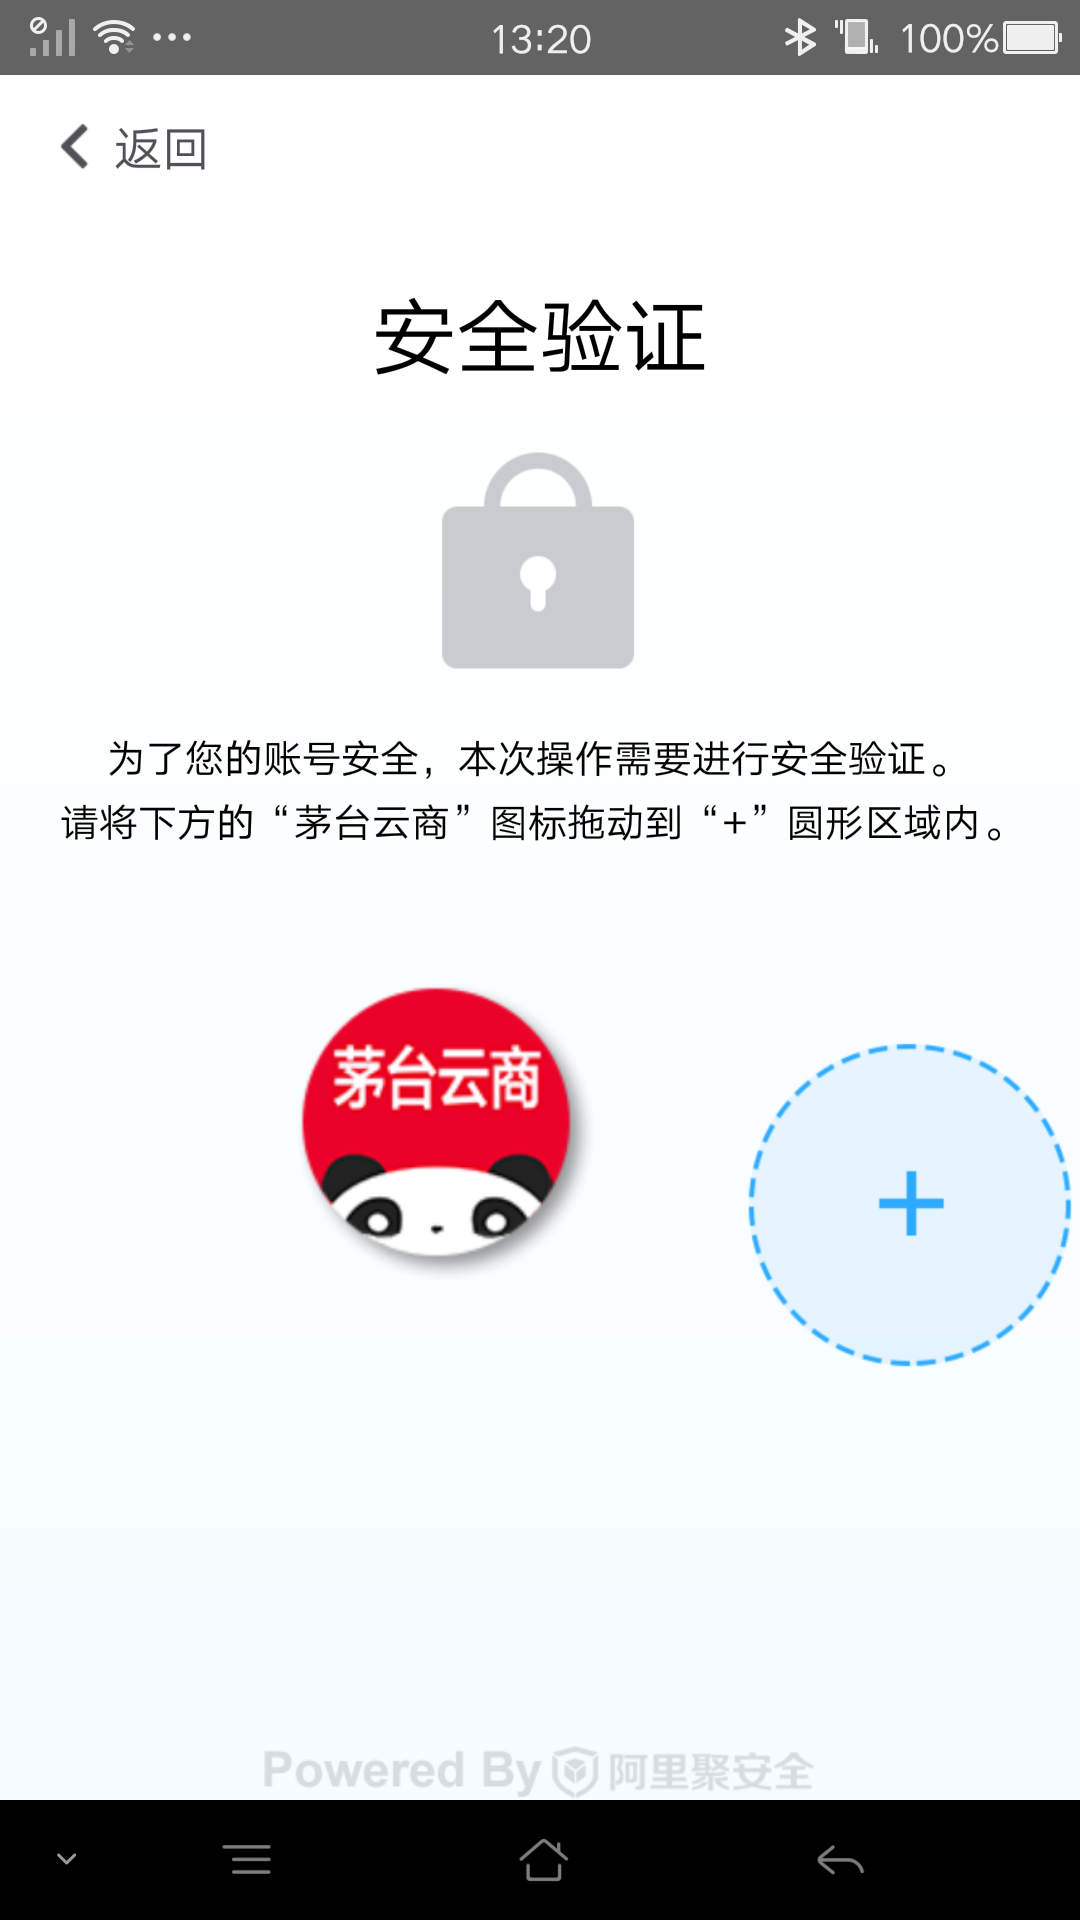 13:20
100%
返回
安全验证
为了您的账号安全，本次操作需要进行安全验证。
请将下方的“茅台云商”图标拖动到“+”圆形区域内。
茅台云商
+
Powered By 阿里聚安全